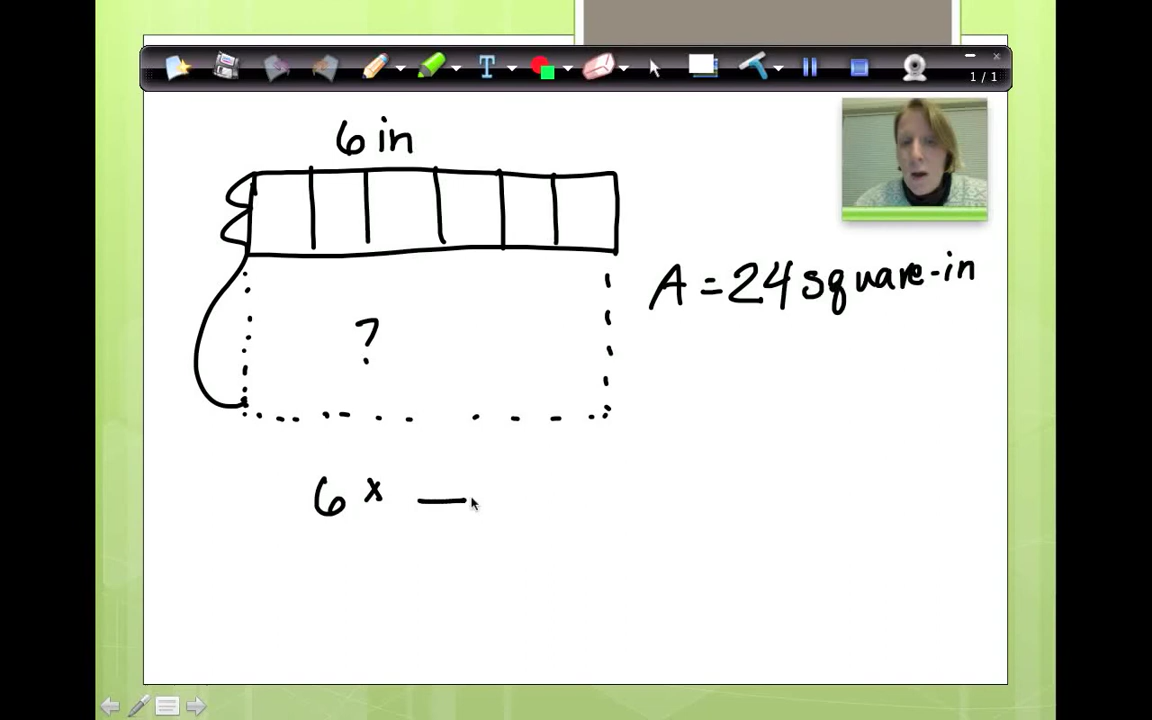 1 / 1
6 in
A = 24 square-in
?
6 x __